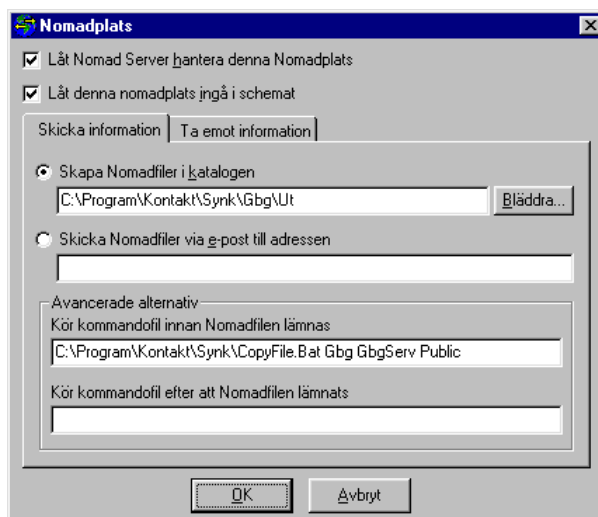 Nomadplats
Låt Nomad Server hantera denna Nomadplats
Låt denna nomadplats ingå i schemat
Skicka information
Ta emot information
Skapa Nomadfiler i katalogen
C:\Program\Kontakt\Synk\Gbg\Ut
Bläddra...
Skicka Nomadfiler via e-post till adressen
Avancerade alternativ
Kör kommandofil innan Nomadfilen lämnas
C:\Program\Kontakt\Synk\CopyFile.Bat Gbg GbgServ Public
Kör kommandofil efter att Nomadfilen lämnats
OK
Avbryt